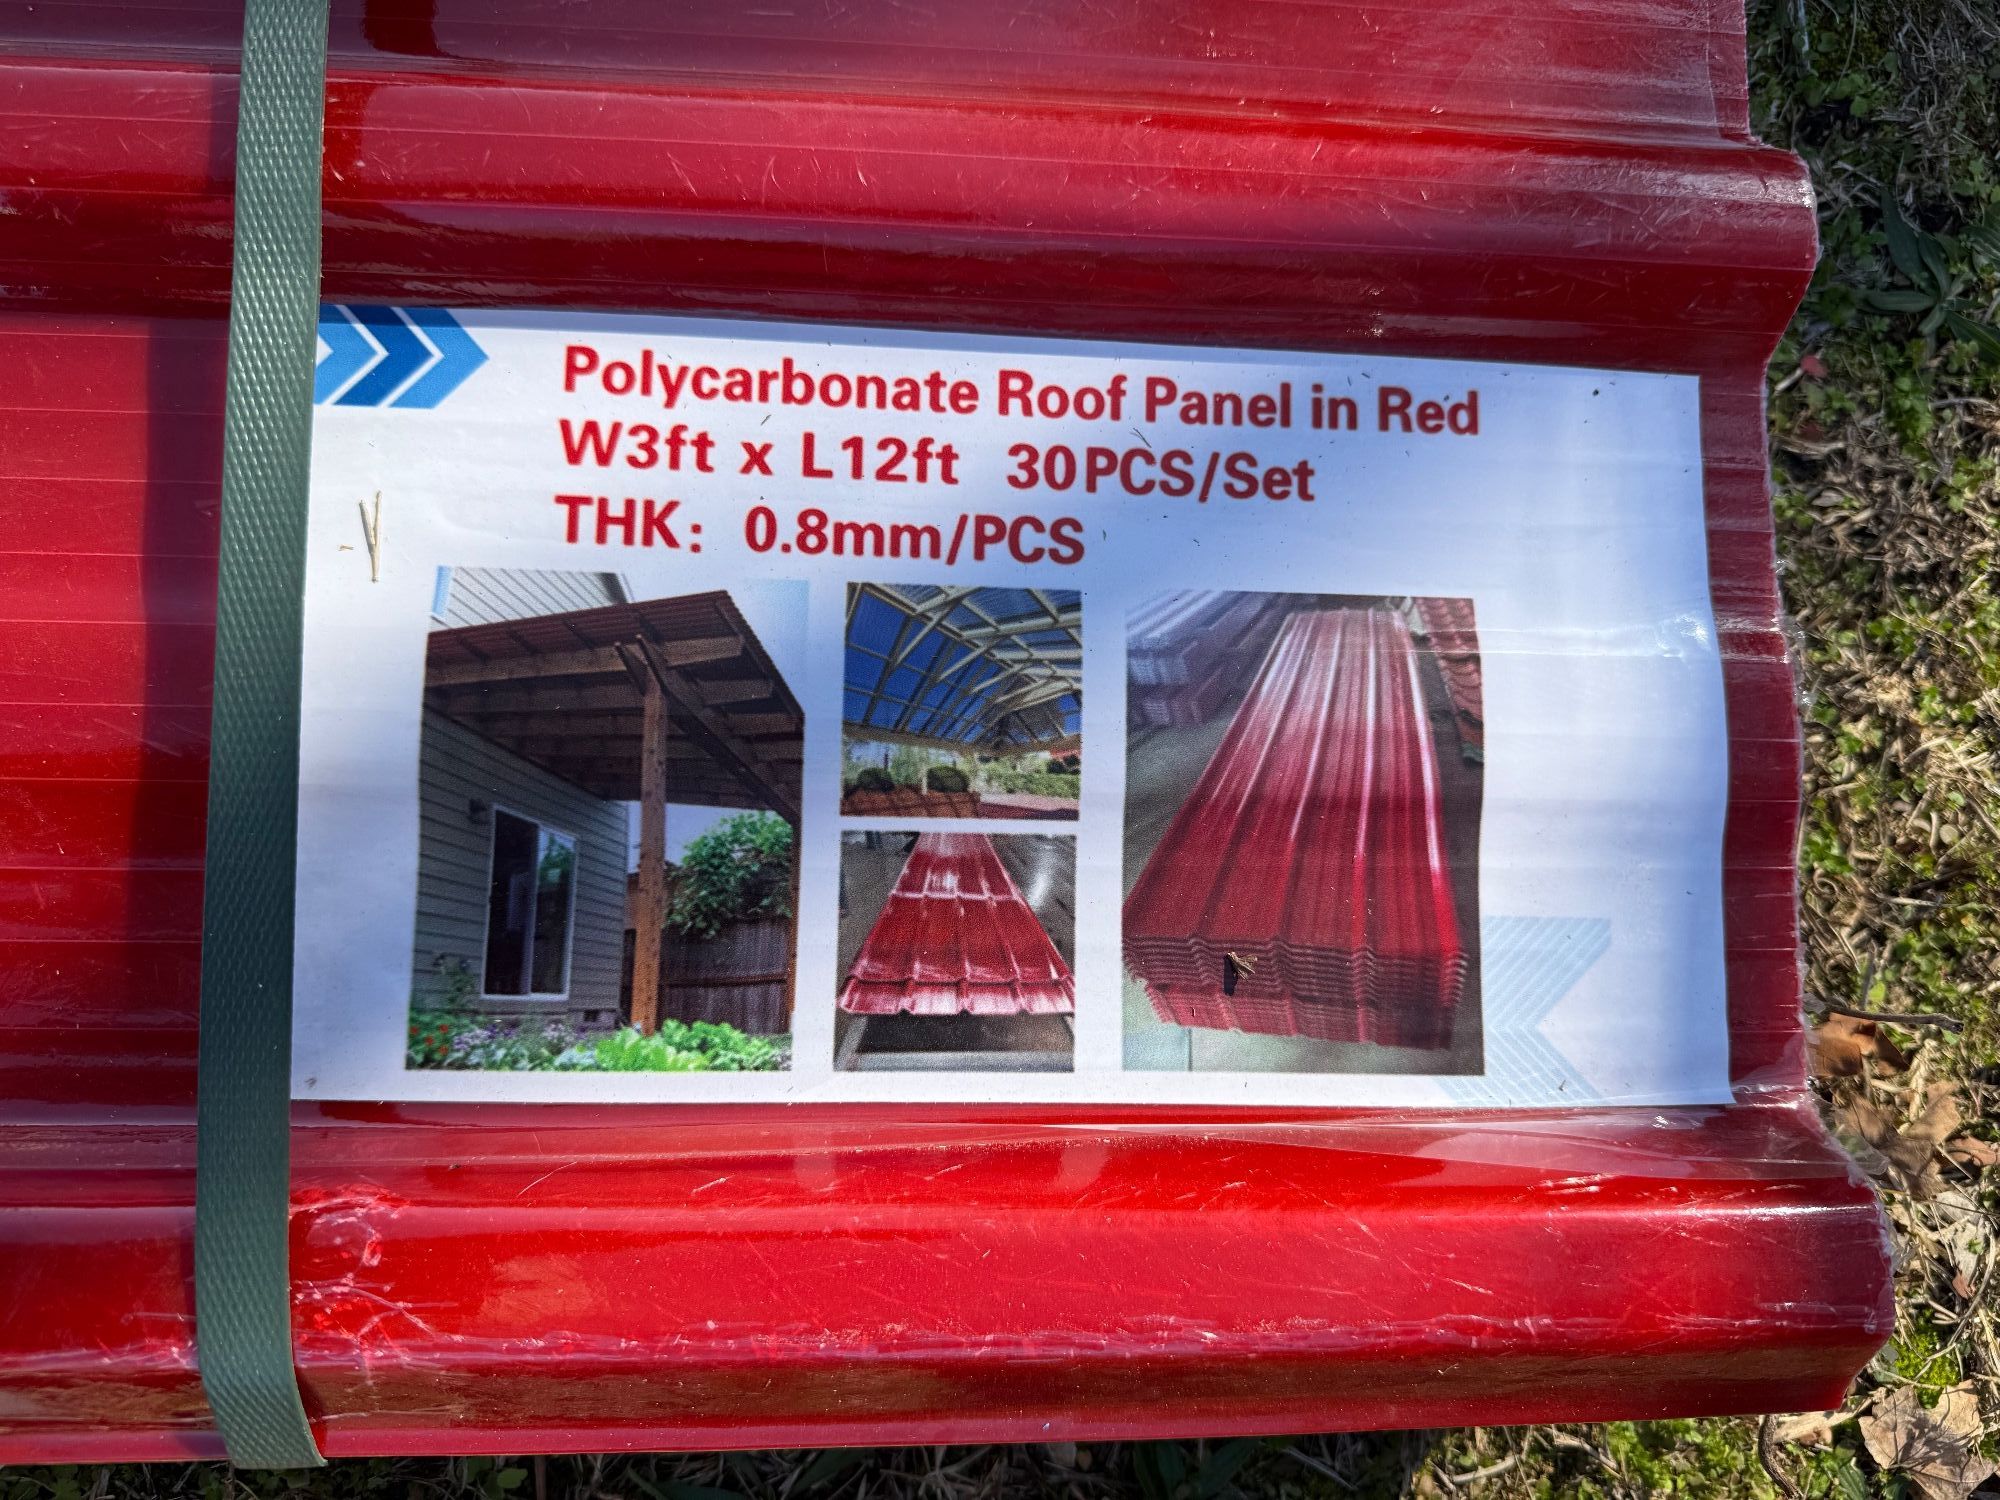 Polycarbonate Roof Panel in Red
W3ft x L12ft 30PCS/Set
THK: 0.8mm/PCS